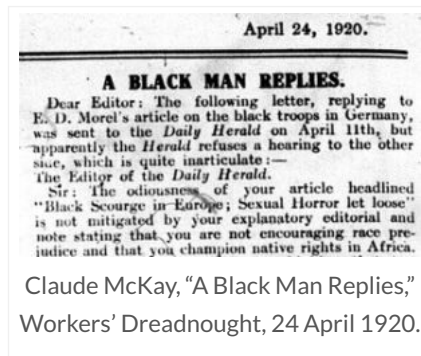 April 24, 1920.
A BLACK MAN REPLIES.
Dear Editor: The following letter, replying to
E. D. Morel's article on the black troops in Germany,
was sent to the Daily Herald on April 11th, but
apparently the Herald refuses a hearing to the other
side, which is quite inarticulate:—
The Editor of the Daily Herald.
Sir: The odiousness of your article headlined
"Black Scourge in Europe; Sexual Horror let loose"
is not mitigated by your explanatory editorial and
note stating that you are not encouraging race pre-
judice and that you champion native rights in Africa.
Claude McKay, “A Black Man Replies,”
Workers’ Dreadnought, 24 April 1920.